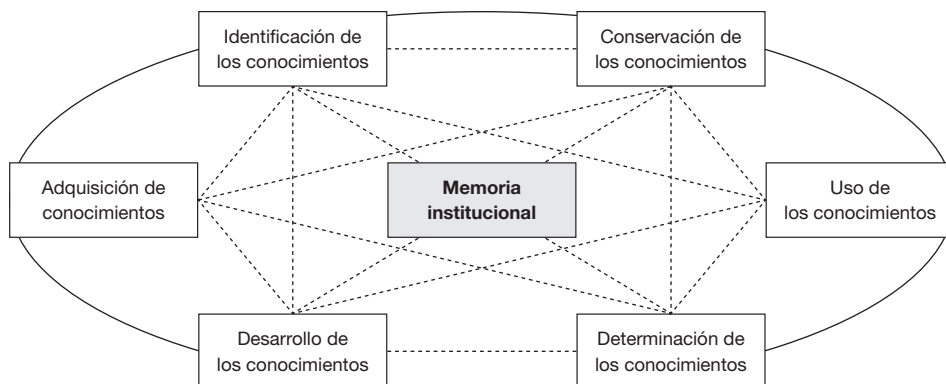 Identificación de
los conocimientos
Conservación de
los conocimientos
Adquisición de
conocimientos
Memoria
institucional
Uso de
los conocimientos
Desarrollo de
los conocimientos
Determinación de
los conocimientos